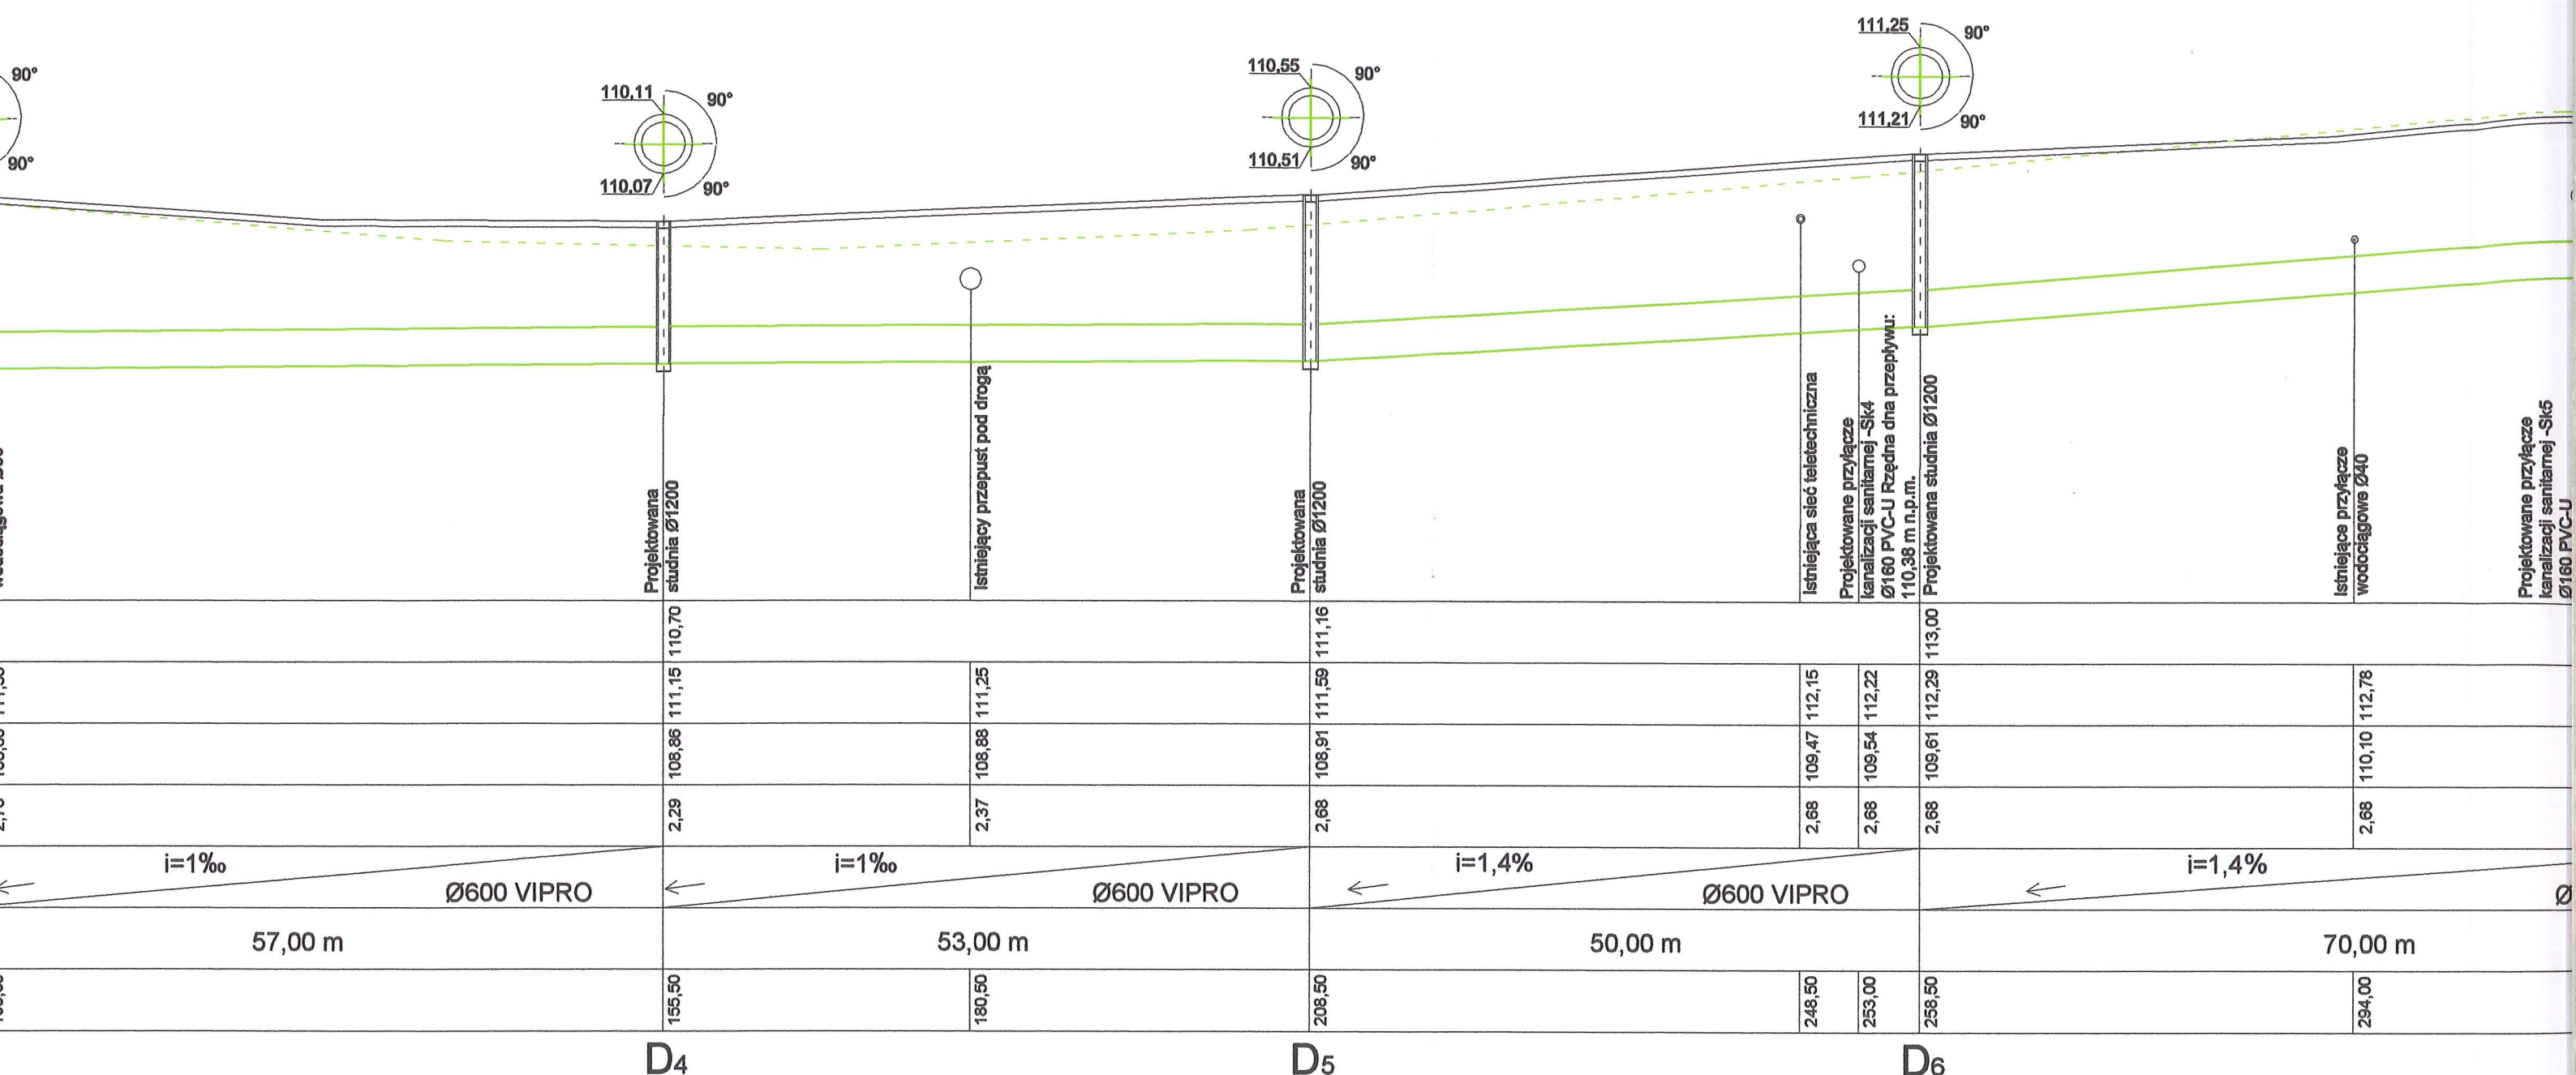 90°
90°
110,11
90°
110,07
90°
110,55
90°
110,51
90°
111,25
90°
111,21
90°
Projektowana
studnia Ø1200
Istniejący przepust pod drogą
Projektowana
studnia Ø1200
Istniejąca sieć teletechniczna
Projektowane przyłącze
kanalizacji sanitarnej -Sk4
Ø160 PVC-U Rzędna dna przepływu:
110,38 m n.p.m.
Projektowana studnia Ø1200
Istniejące przyłącze
wodociągowe Ø40
Projektowane przyłącze
kanalizacji sanitarnej -Sk5
Ø160 PVC-U
110,70
111,16
113,00
111,15
111,25
111,59
112,15
112,22
112,29
112,78
108,86
108,88
108,91
109,47
109,54
109,61
110,10
2,29
2,37
2,68
2,68
2,68
2,68
2,68
i=1‰
Ø600 VIPRO
i=1‰
Ø600 VIPRO
i=1,4%
Ø600 VIPRO
i=1,4%
Ø
57,00 m
53,00 m
50,00 m
70,00 m
155,50
180,50
208,50
248,50
253,00
258,50
294,00
D4
D5
D6